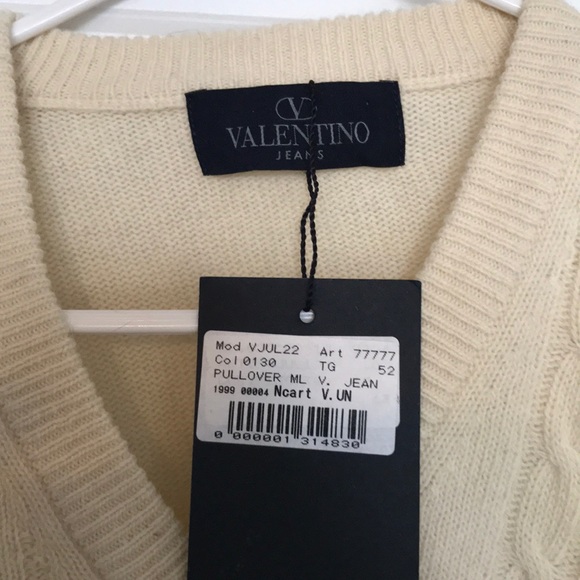 V
VALENTINO
JEANS
Mod VJUL22 Art 77777
Col 0130 TG 52
PULLOVER ML V. JEAN
1999 00004 Ncart V.UN
0 000001 314830